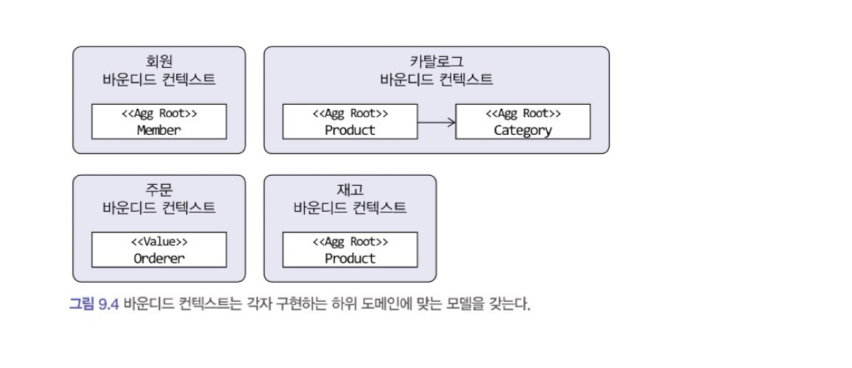 회원
바운디드 컨텍스트
<<Agg Root>>
Member
카탈로그
바운디드 컨텍스트
<<Agg Root>>
Product
<<Agg Root>>
Category
주문
바운디드 컨텍스트
<<Value>>
Orderer
재고
바운디드 컨텍스트
<<Agg Root>>
Product
그림 9.4 바운디드 컨텍스트는 각자 구현하는 하위 도메인에 맞는 모델을 갖는다.